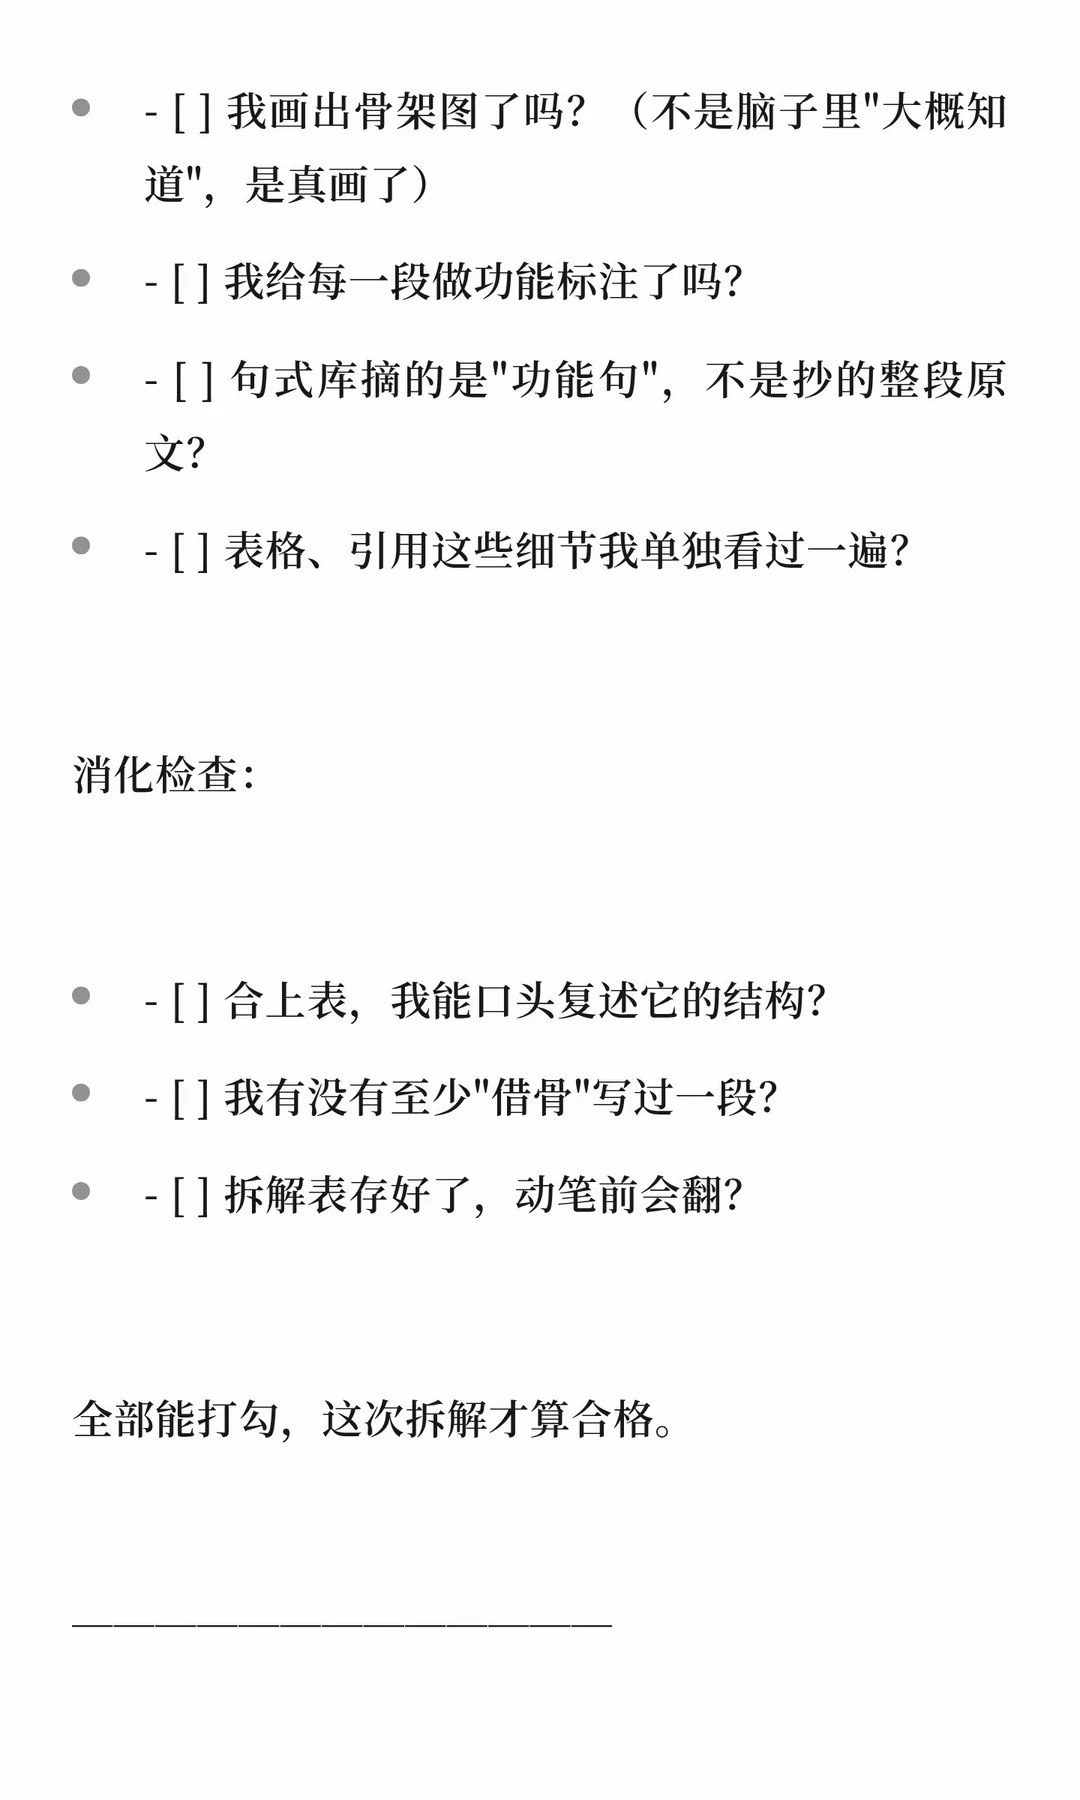 - [ ] 我画出骨架图了吗？（不是脑子里"大概知
道"，是真画了）
- [ ] 我给每一段做功能标注了吗？
- [ ] 句式库摘的是"功能句"，不是抄的整段原
文？
- [ ] 表格、引用这些细节我单独看过一遍？
消化检查：
- [ ] 合上表，我能口头复述它的结构？
- [ ] 我有没有至少"借骨"写过一段？
- [ ] 拆解表存好了，动笔前会翻？
全部能打勾，这次拆解才算合格。
—————————————